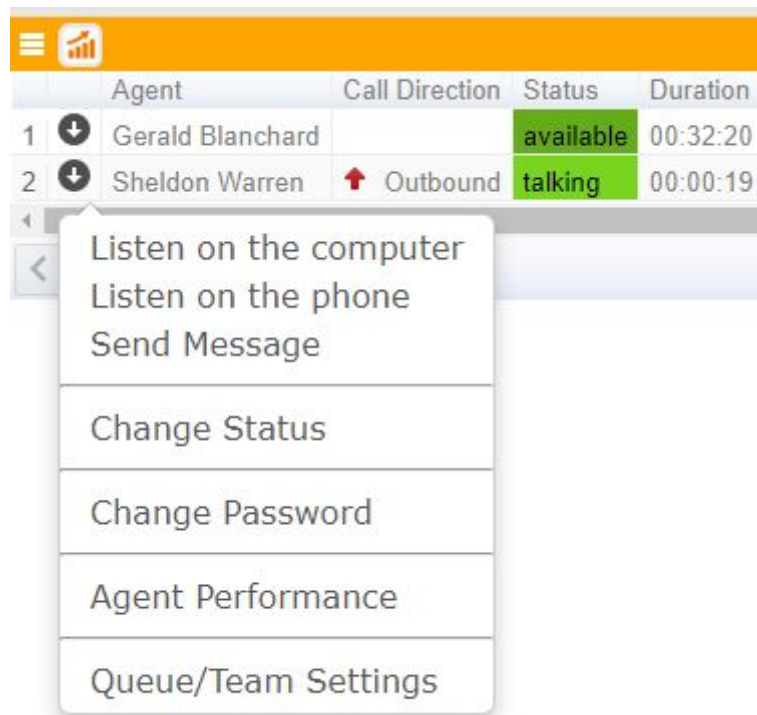 Agent Call Direction Status Duration
1 Gerald Blanchard available 00:32:20
2 Sheldon Warren Outbound talking 00:00:19
Listen on the computer
Listen on the phone
Send Message
Change Status
Change Password
Agent Performance
Queue/Team Settings